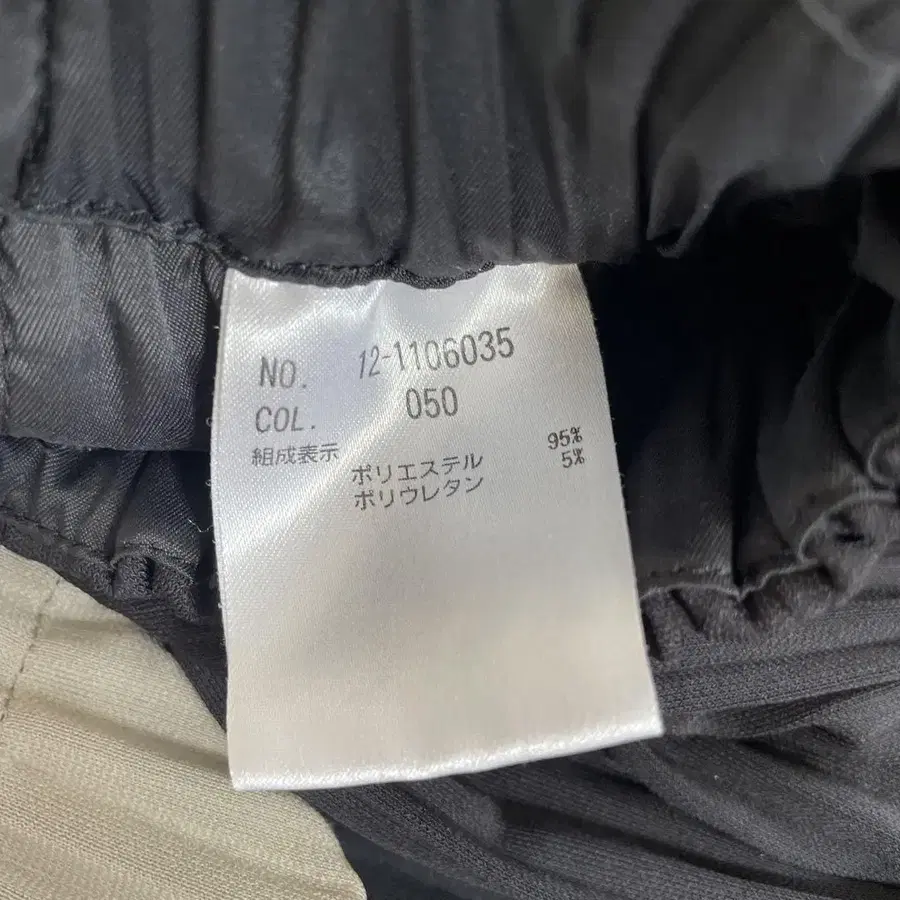 NO. 12-1106035
COL. 050
組成表示
ポリエステル 95%
ポリウレタン 5%